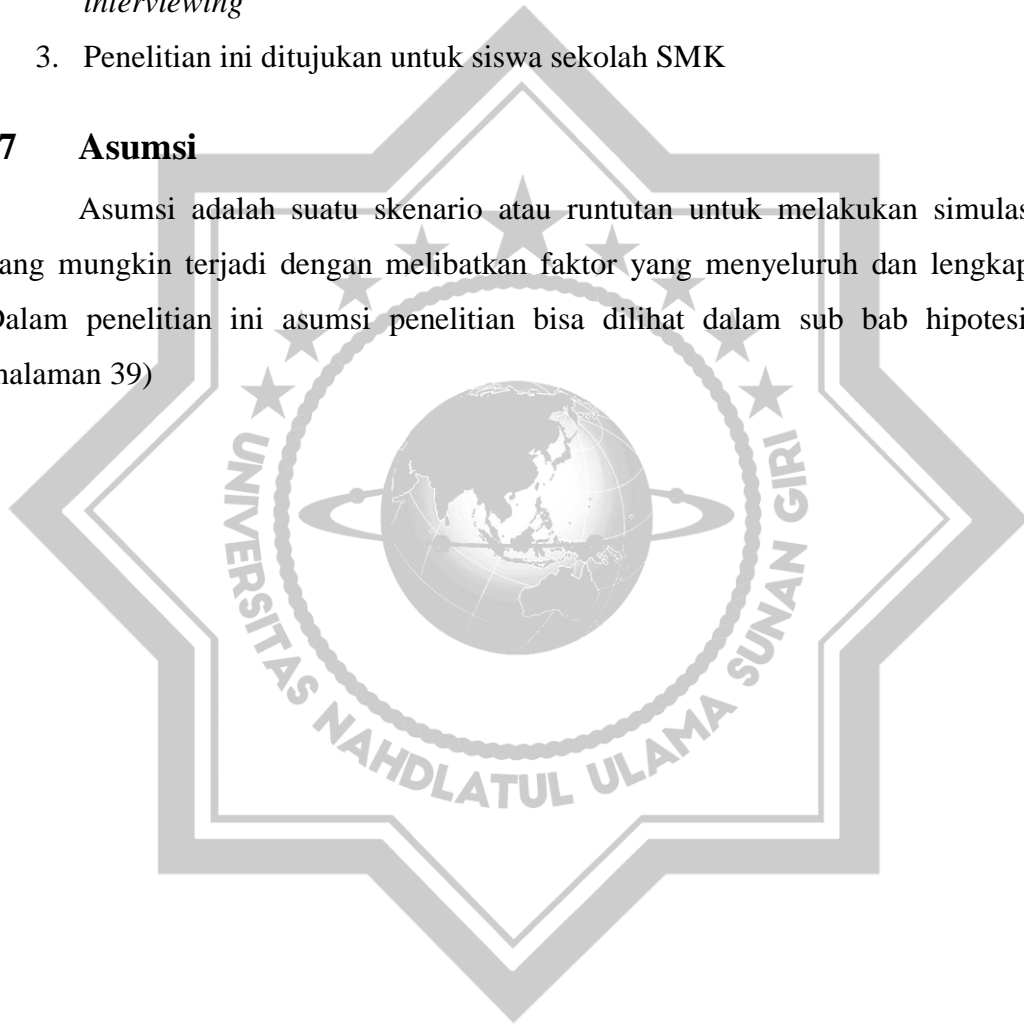 interviewing
3. Penelitian ini ditujukan untuk siswa sekolah SMK
7 Asumsi
Asumsi adalah suatu skenario atau runtutan untuk melakukan simulas
ang mungkin terjadi dengan melibatkan faktor yang menyeluruh dan lengkap
Dalam penelitian ini asumsi penelitian bisa dilihat dalam sub bab hipotesi
halaman 39)
UNIVERSITAS NAHDLATUL ULAMA SUNAN GIRI